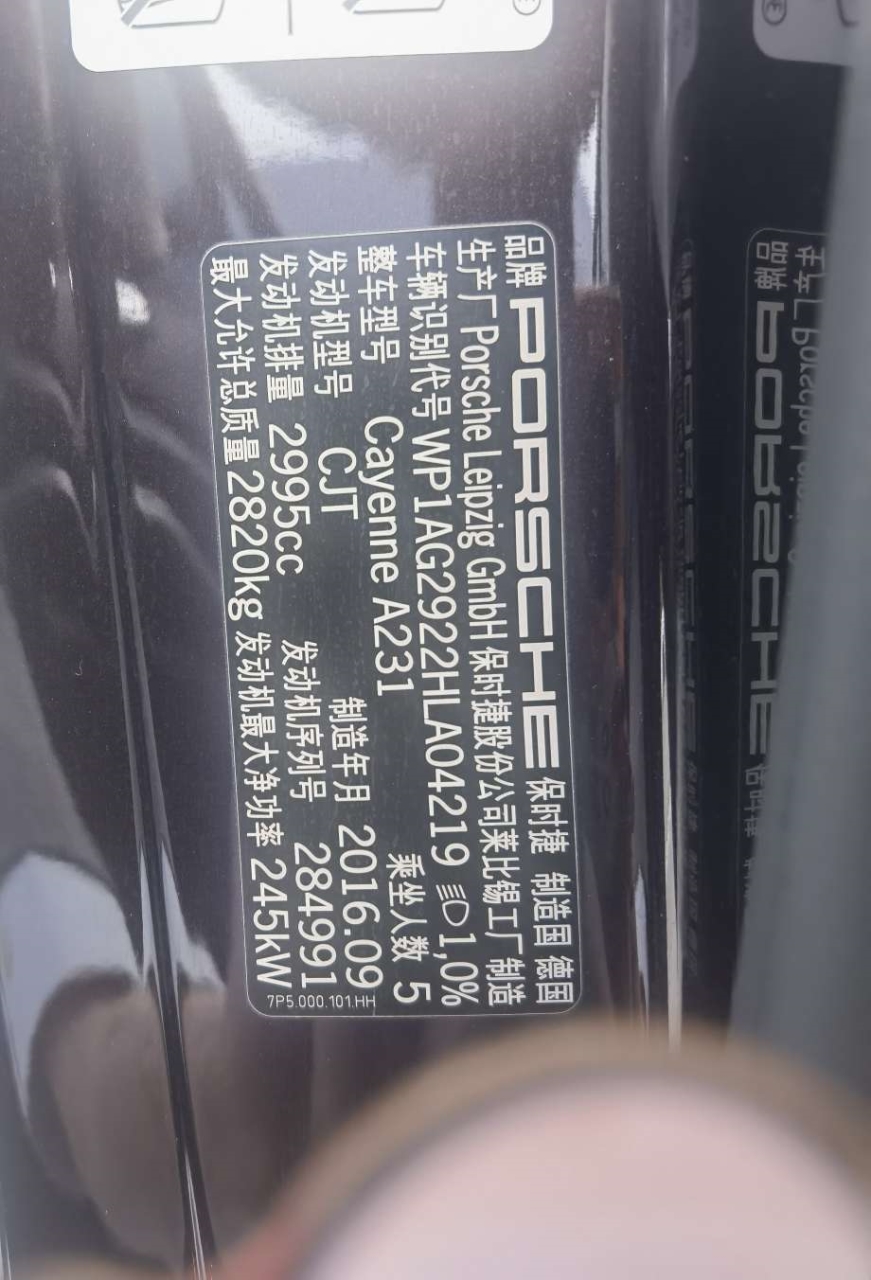 品牌 PORSCHE 保时捷 制造国 德国
生产厂 Porsche Leipzig GmbH 保时捷股份公司莱比锡工厂制造
车辆识别代号 WP1AG2922HLA04219 1,0%
整车型号 Cayenne A231 乘坐人数 5
发动机型号 CJT 制造年月 2016.09
发动机排量 2995cc 发动机序列号 284991
最大允许总质量 2820kg 发动机最大净功率 245kW
7P5.000.101.HH